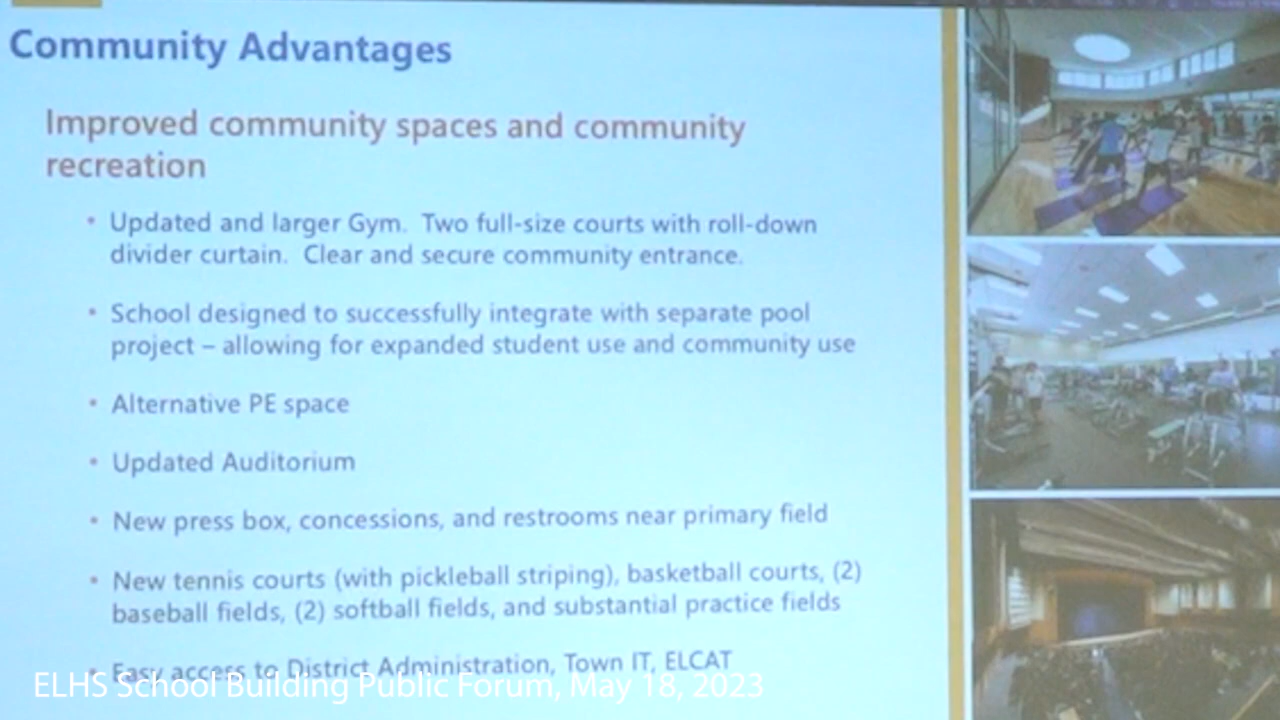 Community Advantages
Improved community spaces and community
recreation
• Updated and larger Gym.  Two full-size courts with roll-down
divider curtain.  Clear and secure community entrance.
• School designed to successfully integrate with separate pool
project – allowing for expanded student use and community use
• Alternative PE space
• Updated Auditorium
• New press box, concessions, and restrooms near primary field
• New tennis courts (with pickleball striping), basketball courts, (2)
baseball fields, (2) softball fields, and substantial practice fields
• Easy access to District Administration, Town IT, ELCAT
ELHS School Building Public Forum, May 18, 2023